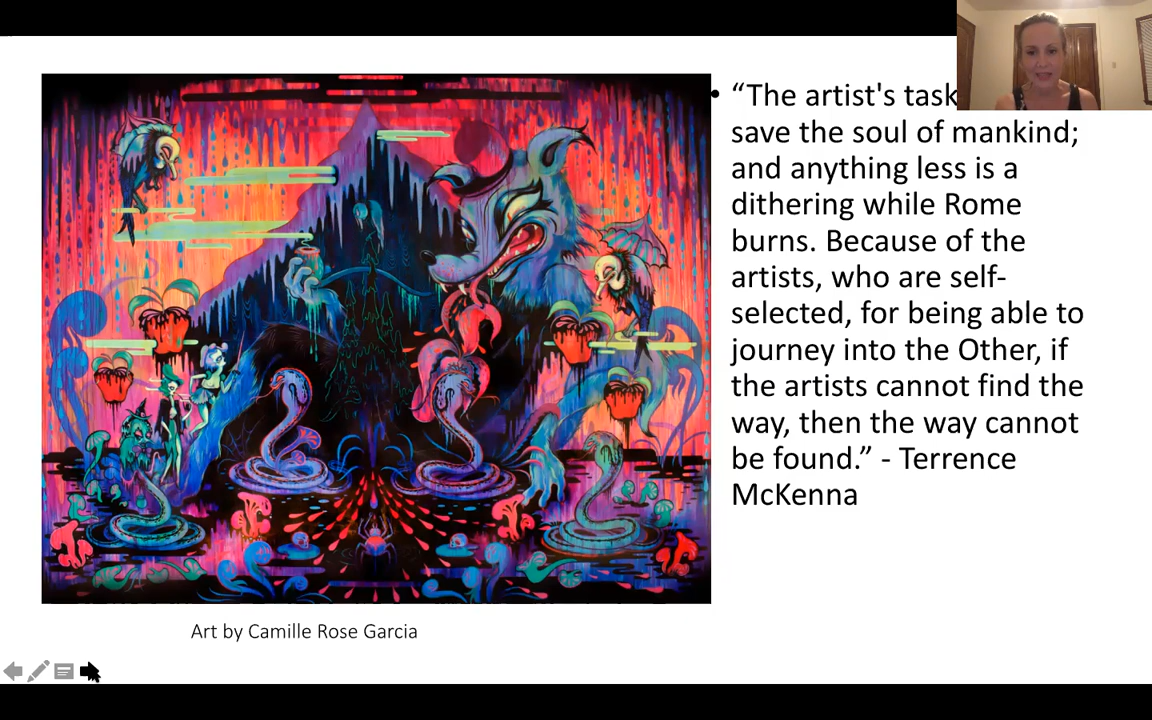 • “The artist's task
save the soul of mankind;
and anything less is a
dithering while Rome
burns. Because of the
artists, who are self-
selected, for being able to
journey into the Other, if
the artists cannot find the
way, then the way cannot
be found.” - Terrence
McKenna
Art by Camille Rose Garcia